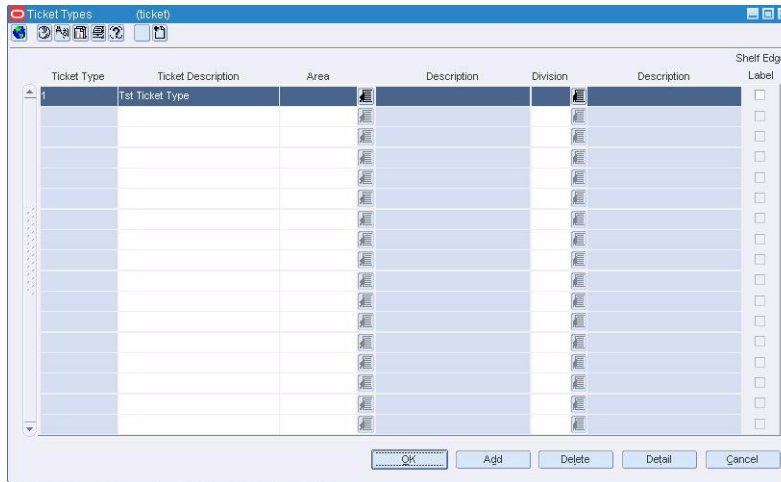 Ticket Types (ticket)
Shelf Edg
Ticket Type Ticket Description Area Description Division Description Label
1 Tst Ticket Type
OK Add Delete Detail Cancel